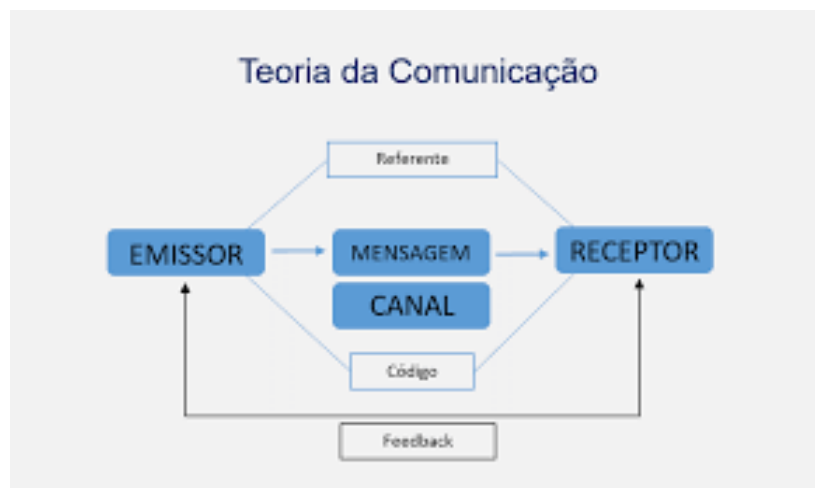 Teoria da Comunicação
Referente
EMISSOR
MENSAGEM
RECEPTOR
CANAL
Código
Feedback